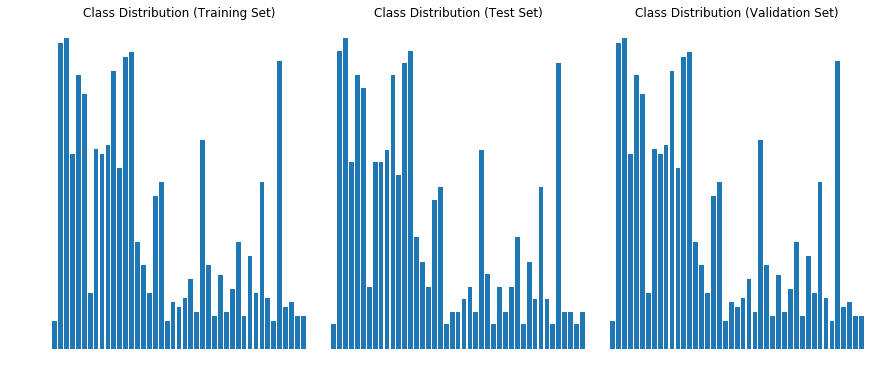 Class Distribution (Training Set)
Class Distribution (Test Set)
Class Distribution (Validation Set)